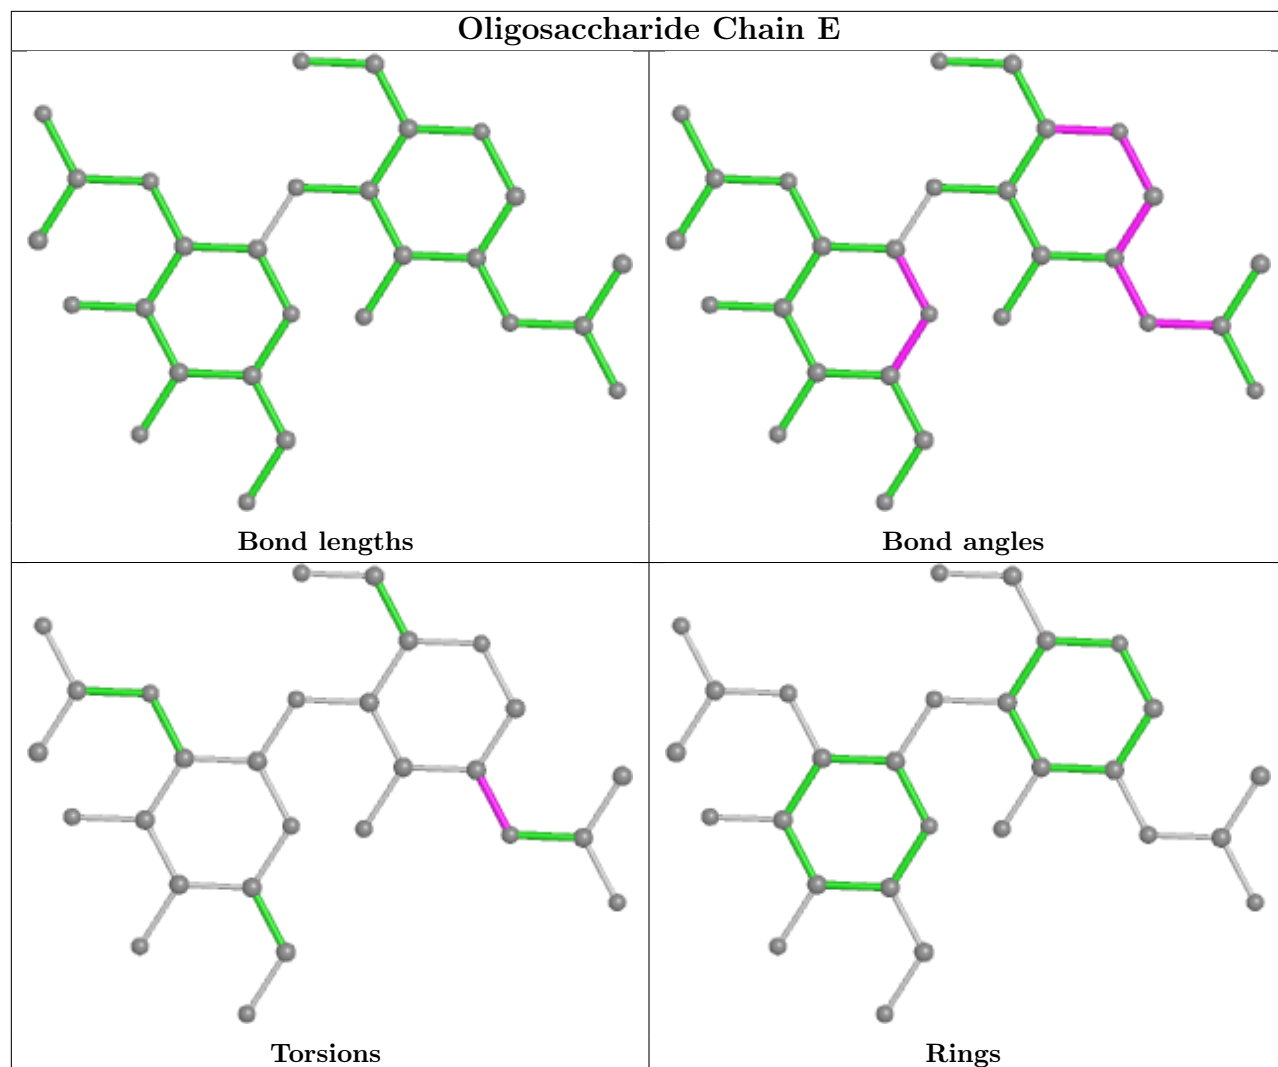 Oligosaccharide Chain E
Bond lengths
Bond angles
Torsions
Rings